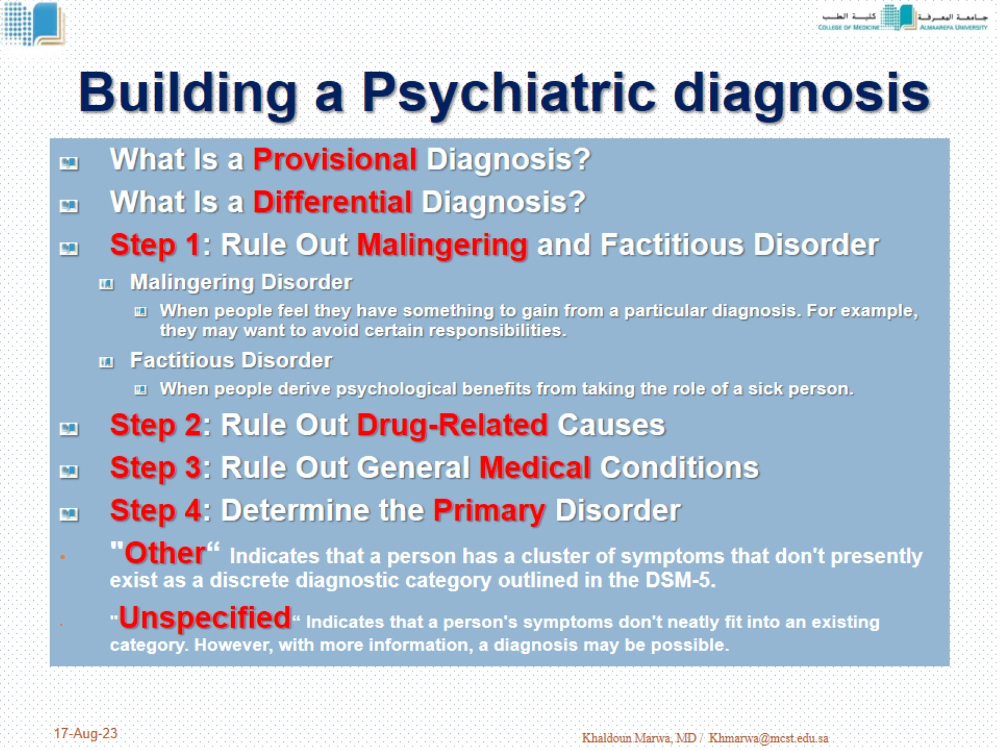 كلية الطب
COLLEGE OF MEDICINE
جامعة المعرفة
ALMAAREFA UNIVERSITY
Building a Psychiatric diagnosis
What Is a Provisional Diagnosis?
What Is a Differential Diagnosis?
Step 1: Rule Out Malingering and Factitious Disorder
Malingering Disorder
When people feel they have something to gain from a particular diagnosis. For example,
they may want to avoid certain responsibilities.
Factitious Disorder
When people derive psychological benefits from taking the role of a sick person.
Step 2: Rule Out Drug-Related Causes
Step 3: Rule Out General Medical Conditions
Step 4: Determine the Primary Disorder
"Other“ Indicates that a person has a cluster of symptoms that don't presently
exist as a discrete diagnostic category outlined in the DSM-5.
"Unspecified“ Indicates that a person's symptoms don't neatly fit into an existing
category. However, with more information, a diagnosis may be possible.
17-Aug-23
Khaldoun Marwa, MD / Khmarwa@mcst.edu.sa